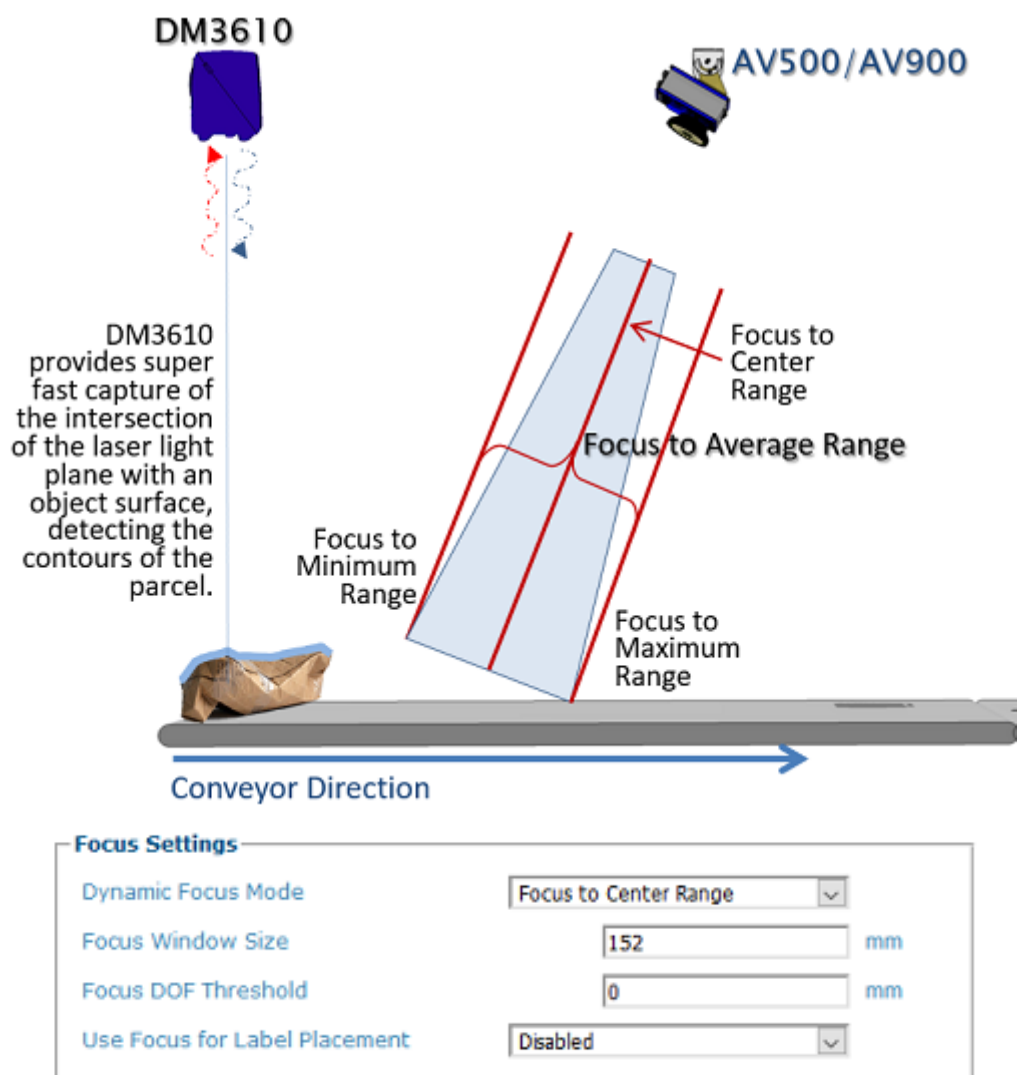 DM3610
AV500/AV900
DM3610
provides super
fast capture of
the intersection
of the laser light
plane with an
object surface,
detecting the
contours of the
parcel.
Focus to
Center
Range
Focus to Average Range
Focus to
Minimum
Range
Focus to
Maximum
Range
Conveyor Direction
Focus Settings
Dynamic Focus Mode Focus to Center Range
Focus Window Size 152 mm
Focus DOF Threshold 0 mm
Use Focus for Label Placement Disabled